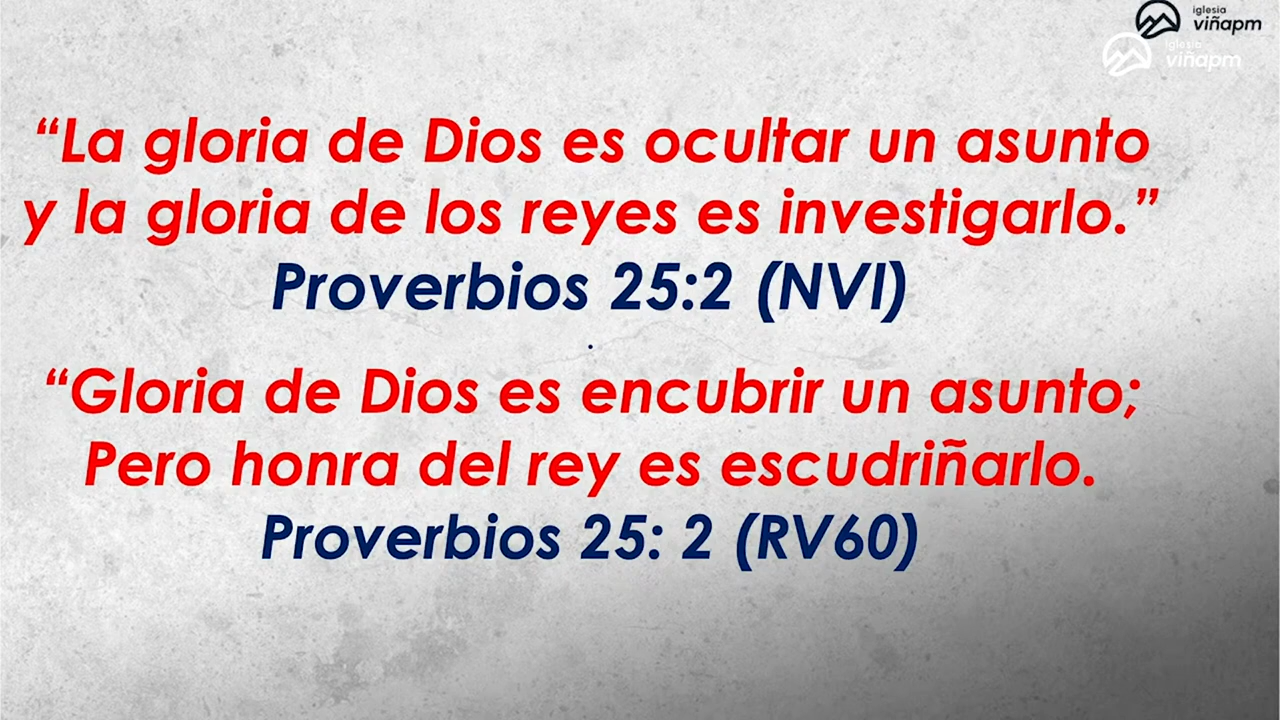 iglesia
viñapm
iglesia
viñapm
“La gloria de Dios es ocultar un asunto
y la gloria de los reyes es investigarlo.”
Proverbios 25:2 (NVI)
.
“Gloria de Dios es encubrir un asunto;
Pero honra del rey es escudriñarlo.
Proverbios 25: 2 (RV60)